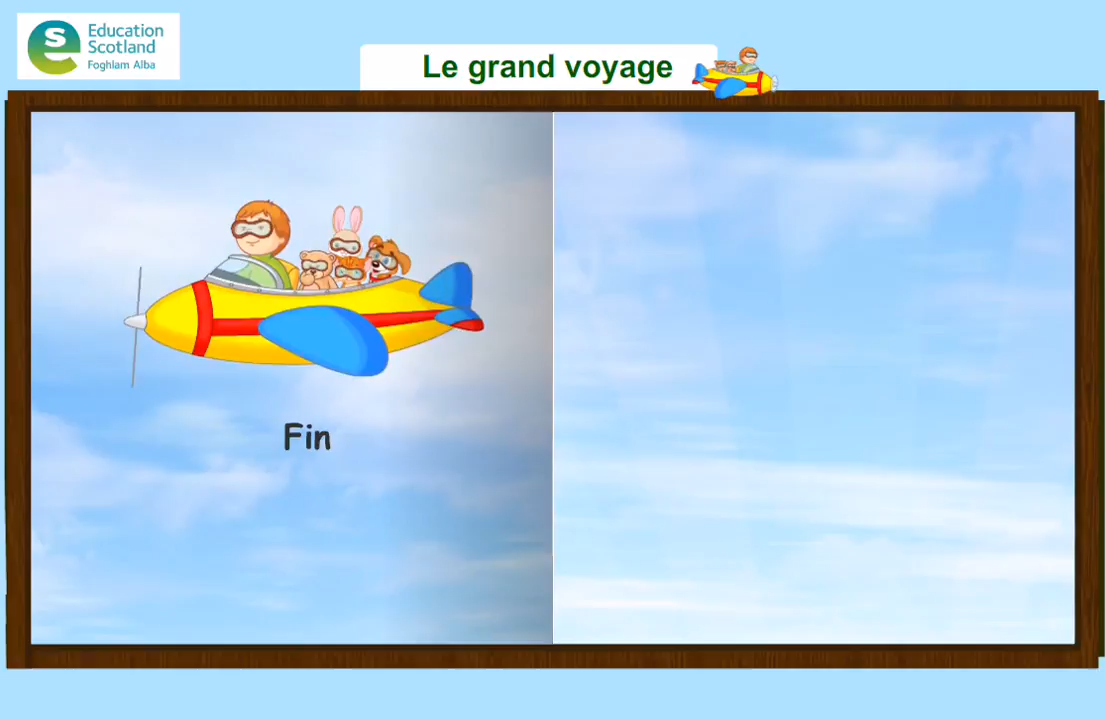 Education
Scotland
Foghlam Alba
Le grand voyage
Fin